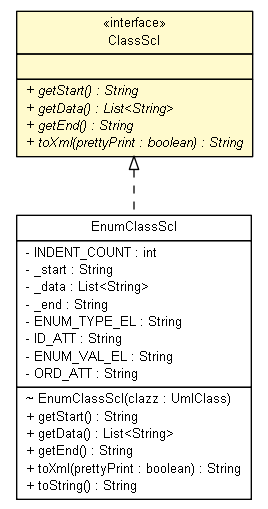 «interface»
ClassScl
+ getStart() : String
+ getData() : List<String>
+ getEnd() : String
+ toXml(prettyPrint : boolean) : String
EnumClassScl
- INDENT_COUNT : int
- _start : String
- _data : List<String>
- _end : String
- ENUM_TYPE_EL : String
- ID_ATT : String
- ENUM_VAL_EL : String
- ORD_ATT : String
~ EnumClassScl(clazz : UmlClass)
+ getStart() : String
+ getData() : List<String>
+ getEnd() : String
+ toXml(prettyPrint : boolean) : String
+ toString() : String